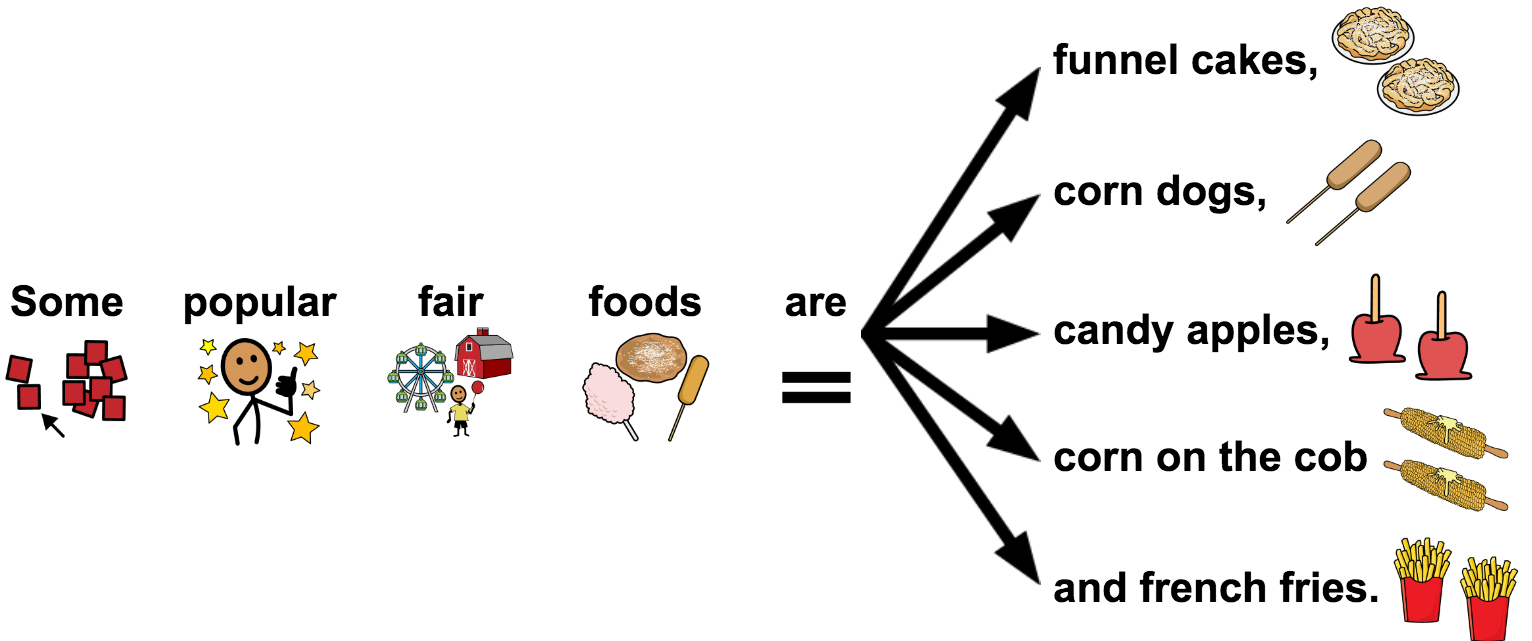 Some popular fair foods are
funnel cakes,
corn dogs,
candy apples,
corn on the cob
and french fries.